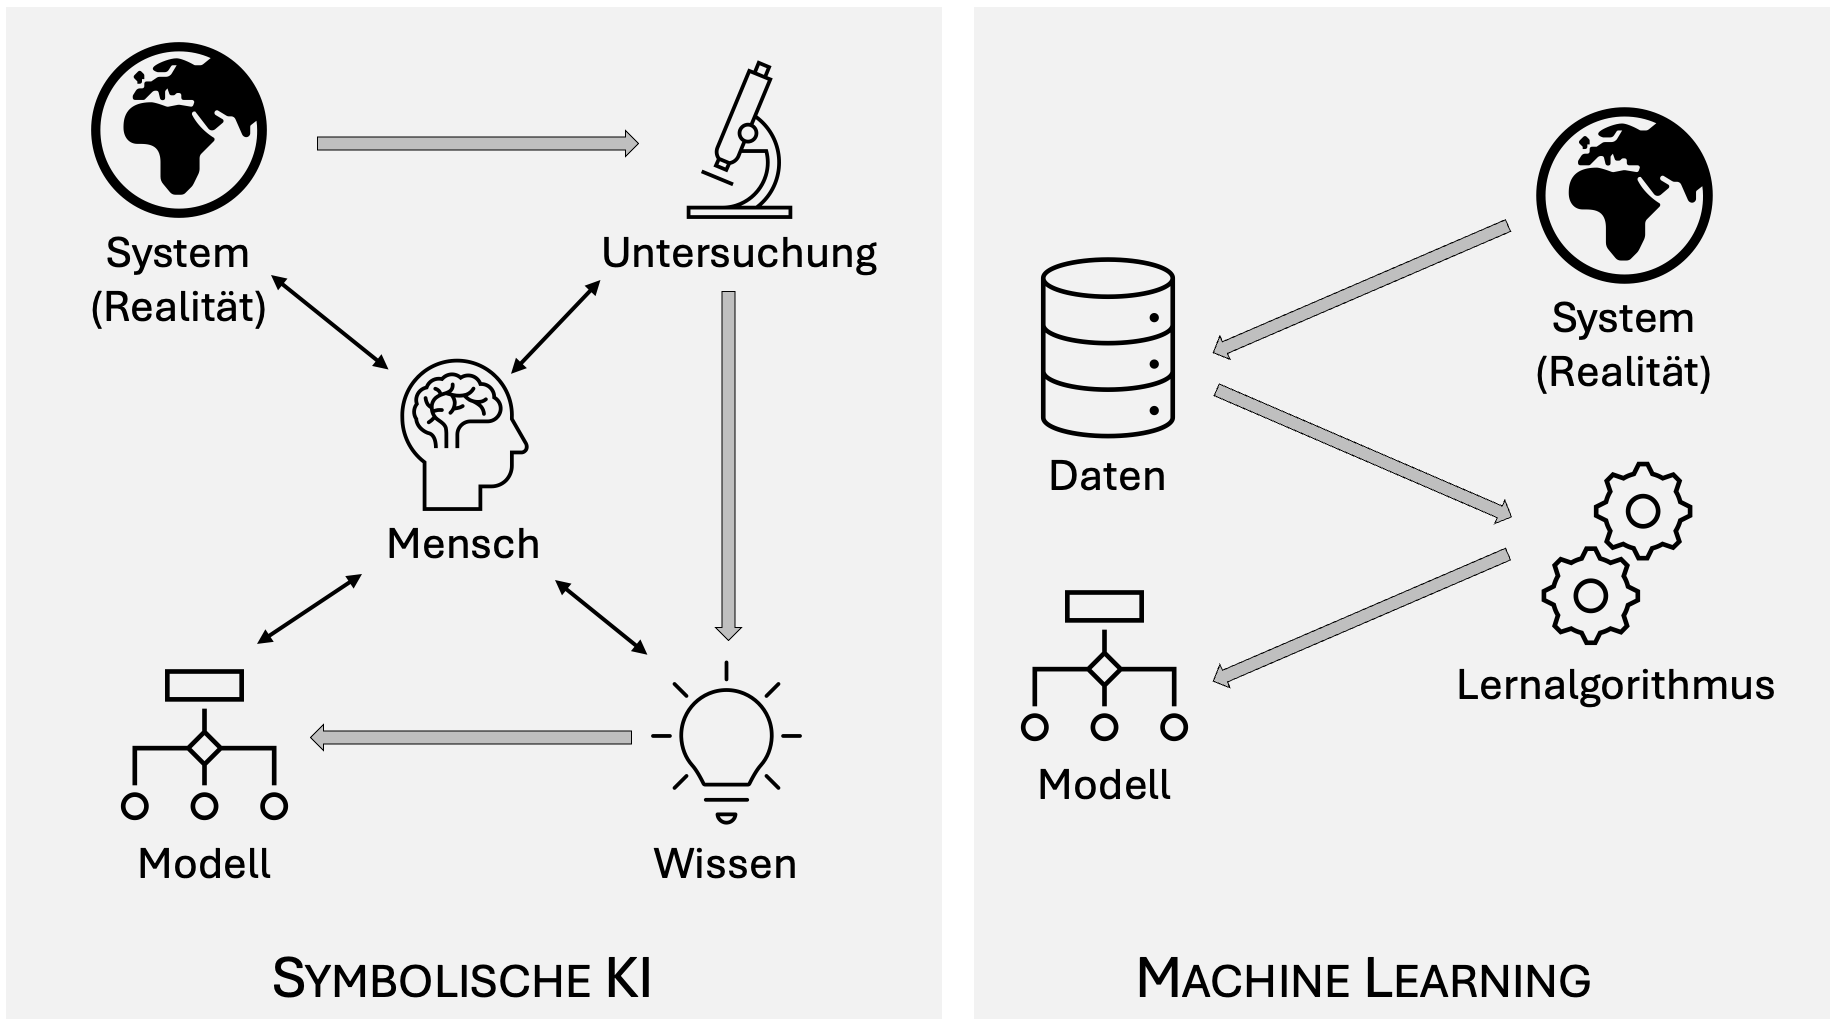 System
(Realität)
Untersuchung
Mensch
Modell
Wissen
SYMBOLISCHE KI
System
(Realität)
Daten
Lernalgorithmus
Modell
MACHINE LEARNING